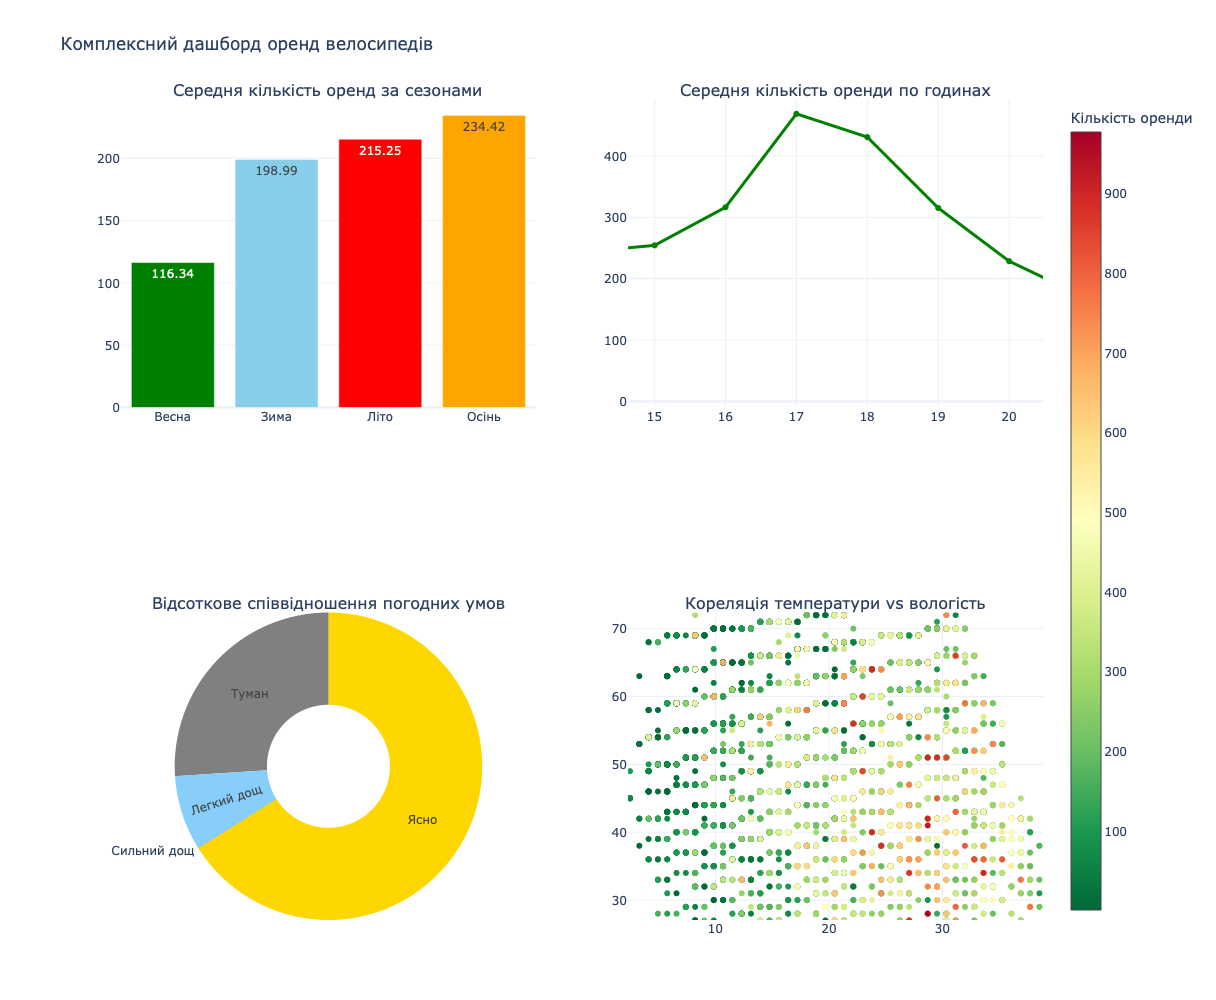 Комплексний дашборд оренд велосипедів
Середня кількість оренд за сезонами
234.42
215.25
198.99
116.34
200
150
100
50
0
Весна
Зима
Літо
Осінь
Середня кількість оренди по годинах
400
300
200
100
0
15
16
17
18
19
20
Кількість оренди
900
800
700
600
500
400
300
200
100
Відсоткове співвідношення погодних умов
Туман
Легкий дощ
Сильний дощ
Ясно
Кореляція температури vs вологість
70
60
50
40
30
10
20
30